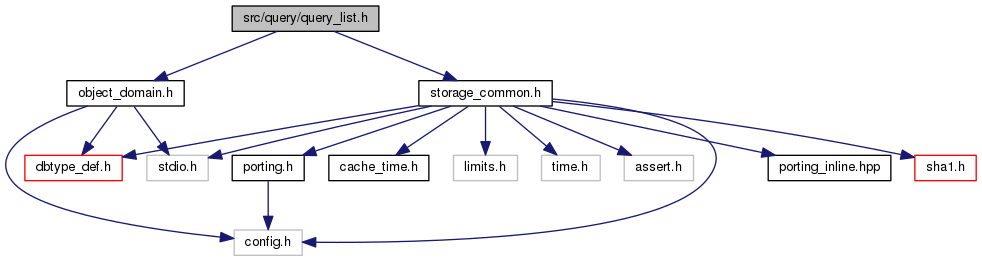 src/query/query_list.h
object_domain.h
storage_common.h
dbtype_def.h
stdio.h
porting.h
cache_time.h
limits.h
time.h
assert.h
porting_inline.hpp
sha1.h
config.h